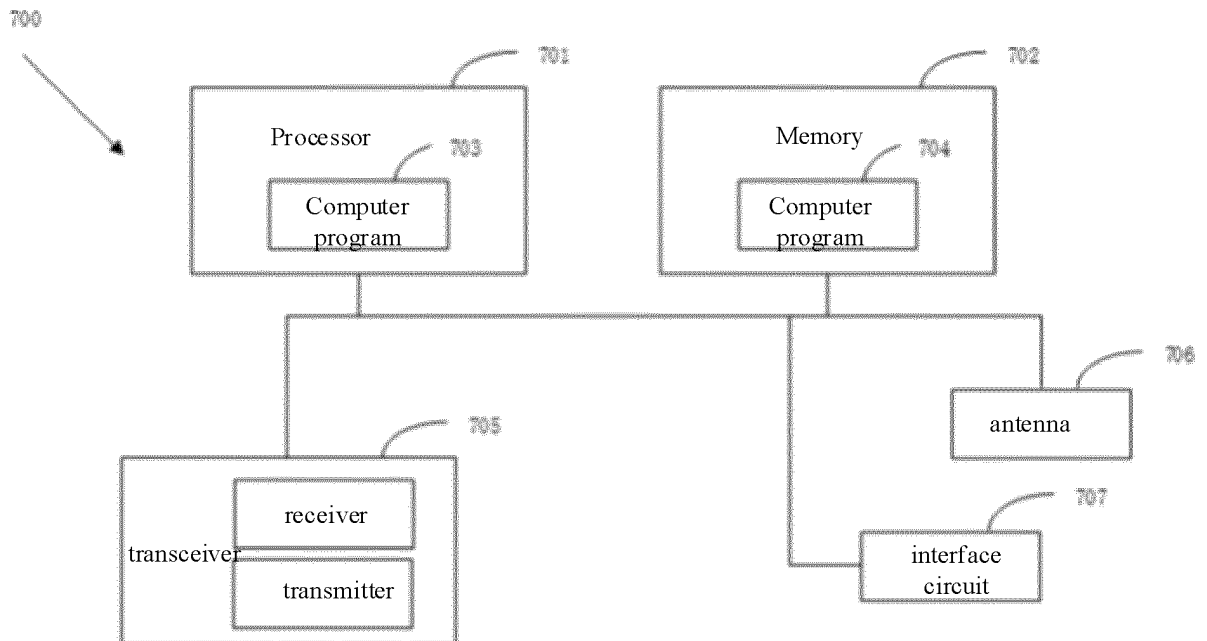 700
701
702
Processor
Memory
703
704
Computer
program
Computer
program
706
antenna
705
receiver
transceiver
transmitter
707
interface
circuit